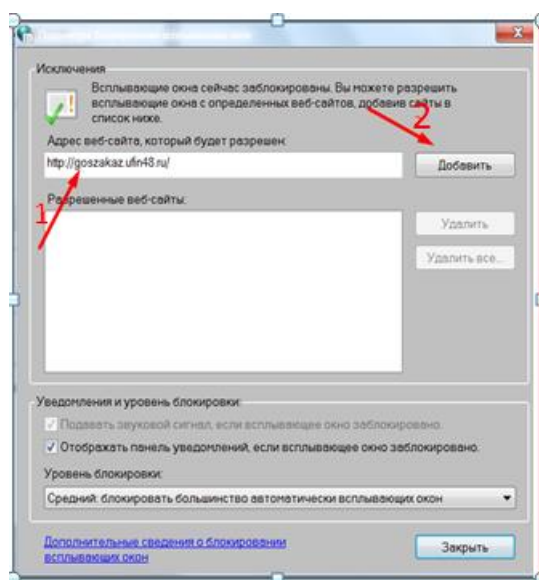 Исключения
Всплывающие окна сейчас заблокированы. Вы можете разрешить
всплывающие окна с определенных веб-сайтов, добавив сайты в
список ниже.
2
Адрес веб-сайта, который будет разрешен:
http://goszakaz.ufin48.ru/
Добавить
1
Разрешенные веб-сайты:
Удалить
Удалить все...
Уведомления и уровень блокировки:
Подавать звуковой сигнал, если всплывающее окно заблокировано.
Отображать панель уведомлений, если всплывающее окно заблокировано.
Уровень блокировки:
Средний: блокировать большинство автоматически всплывающих окон
Дополнительные сведения о блокировании
всплывающих окон
Закрыть